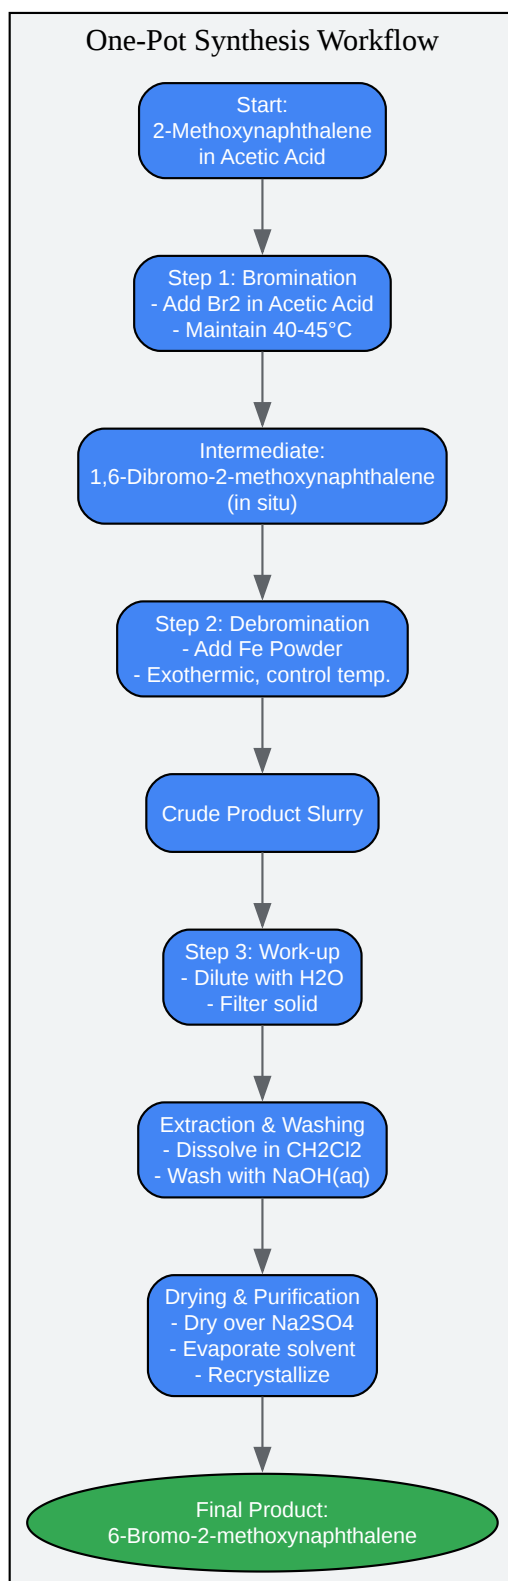 One-Pot Synthesis Workflow
Start:
2-Methoxynaphthalene
in Acetic Acid
Step 1: Bromination
- Add Br2 in Acetic Acid
- Maintain 40-45°C
Intermediate:
1,6-Dibromo-2-methoxynaphthalene
(in situ)
Step 2: Debromination
- Add Fe Powder
- Exothermic, control temp.
Crude Product Slurry
Step 3: Work-up
- Dilute with H2O
- Filter solid
Extraction & Washing
- Dissolve in CH2Cl2
- Wash with NaOH(aq)
Drying & Purification
- Dry over Na2SO4
- Evaporate solvent
- Recrystallize
Final Product:
6-Bromo-2-methoxynaphthalene